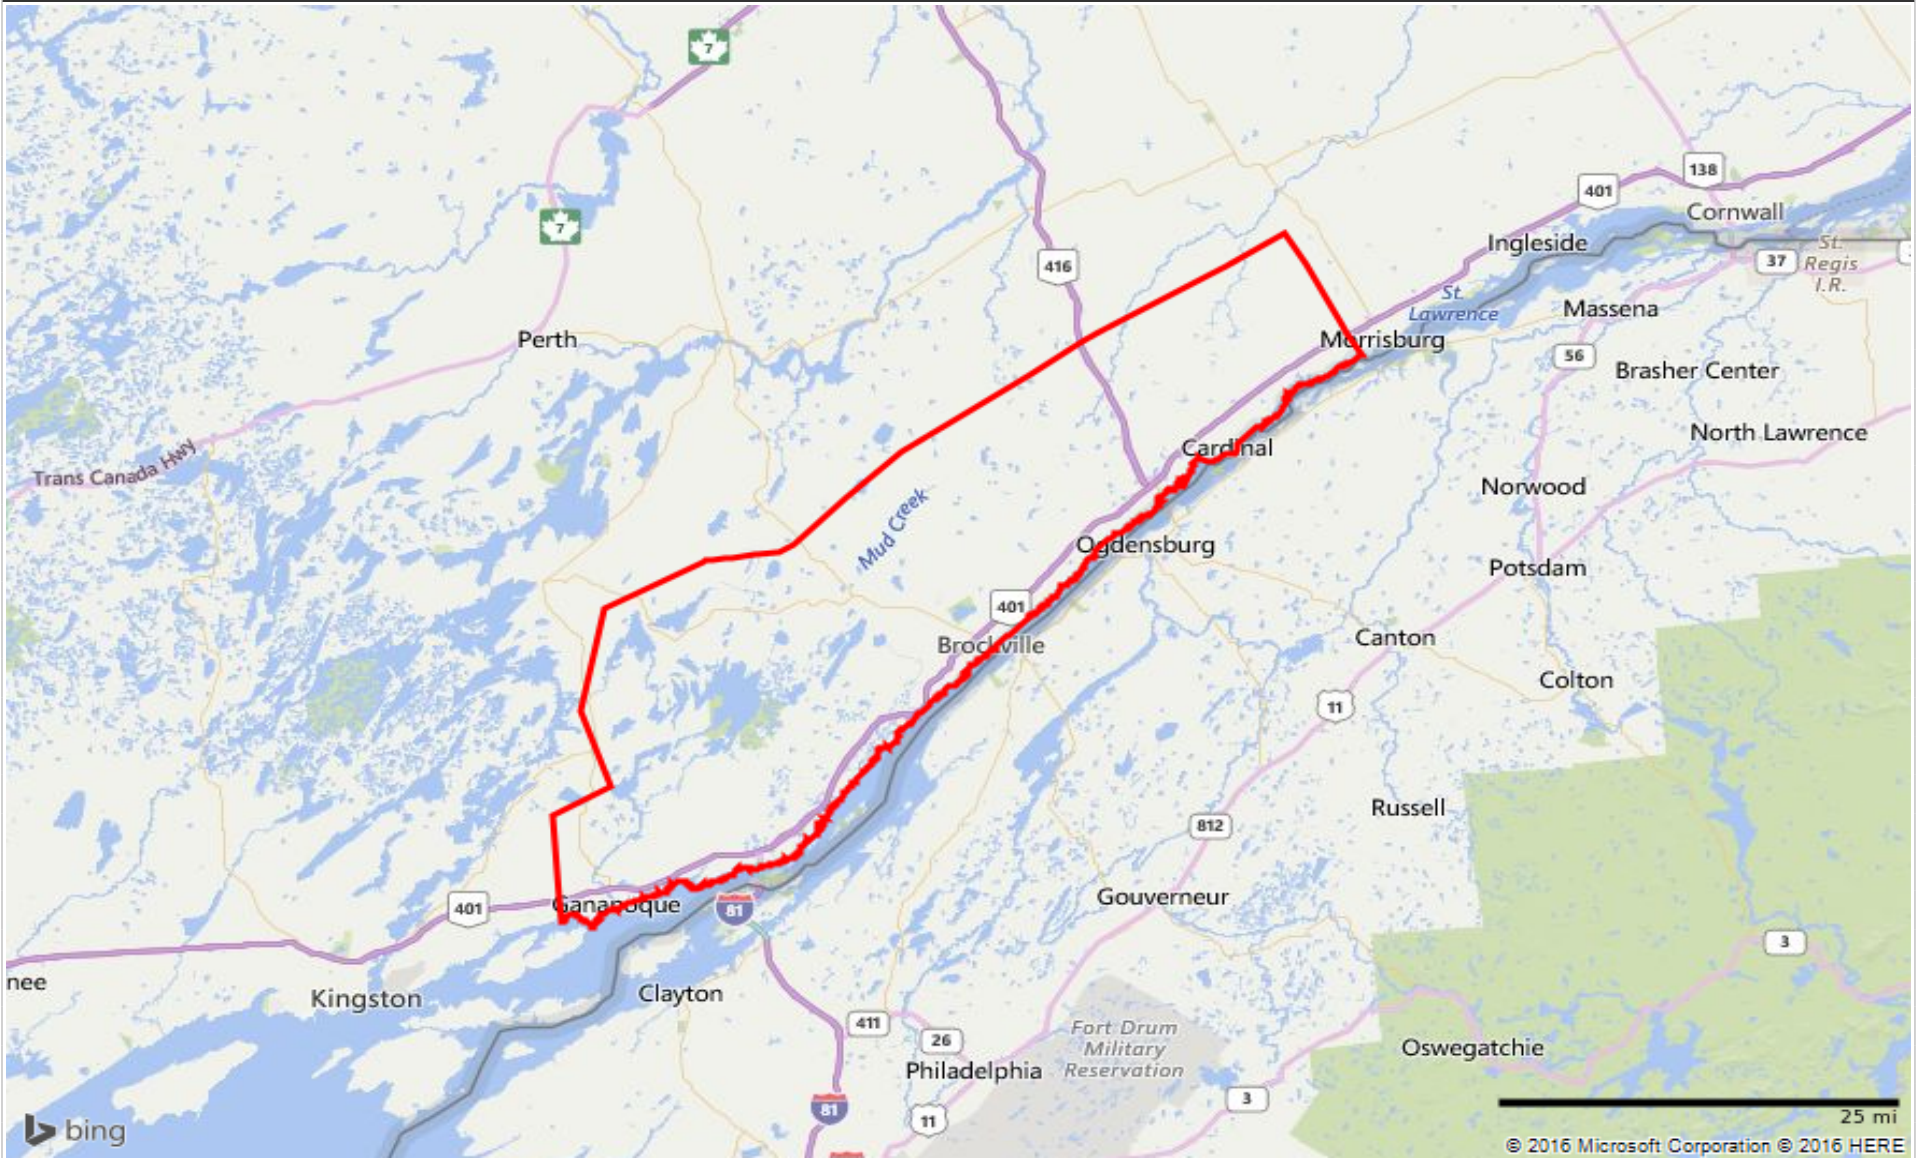 7
138
401
Cornwall
7
Ingleside
St.
Regis
I.R.
37
416
St.
Lawrence
Massena
Perth
Morrisburg
56
Brasher Center
Cardinal
North Lawrence
Trans Canada Hwy
Norwood
Mud Creek
Ogdensburg
Potsdam
401
Brockville
Canton
Colton
11
Russell
812
Gouverneur
Gananoque
401
81
3
nee
Kingston
Clayton
411
26
Fort Drum
Military
Reservation
Philadelphia
Oswegatchie
3
81
11
25 mi
bing
© 2016 Microsoft Corporation © 2016 HERE